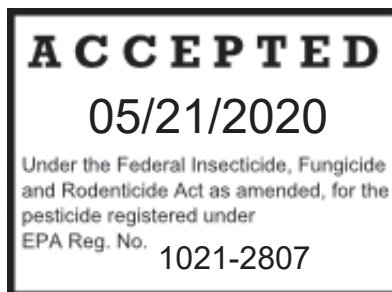 ACCEPTED
05/21/2020
Under the Federal Insecticide, Fungicide
and Rodenticide Act as amended, for the
pesticide registered under
EPA Reg. No. 1021-2807